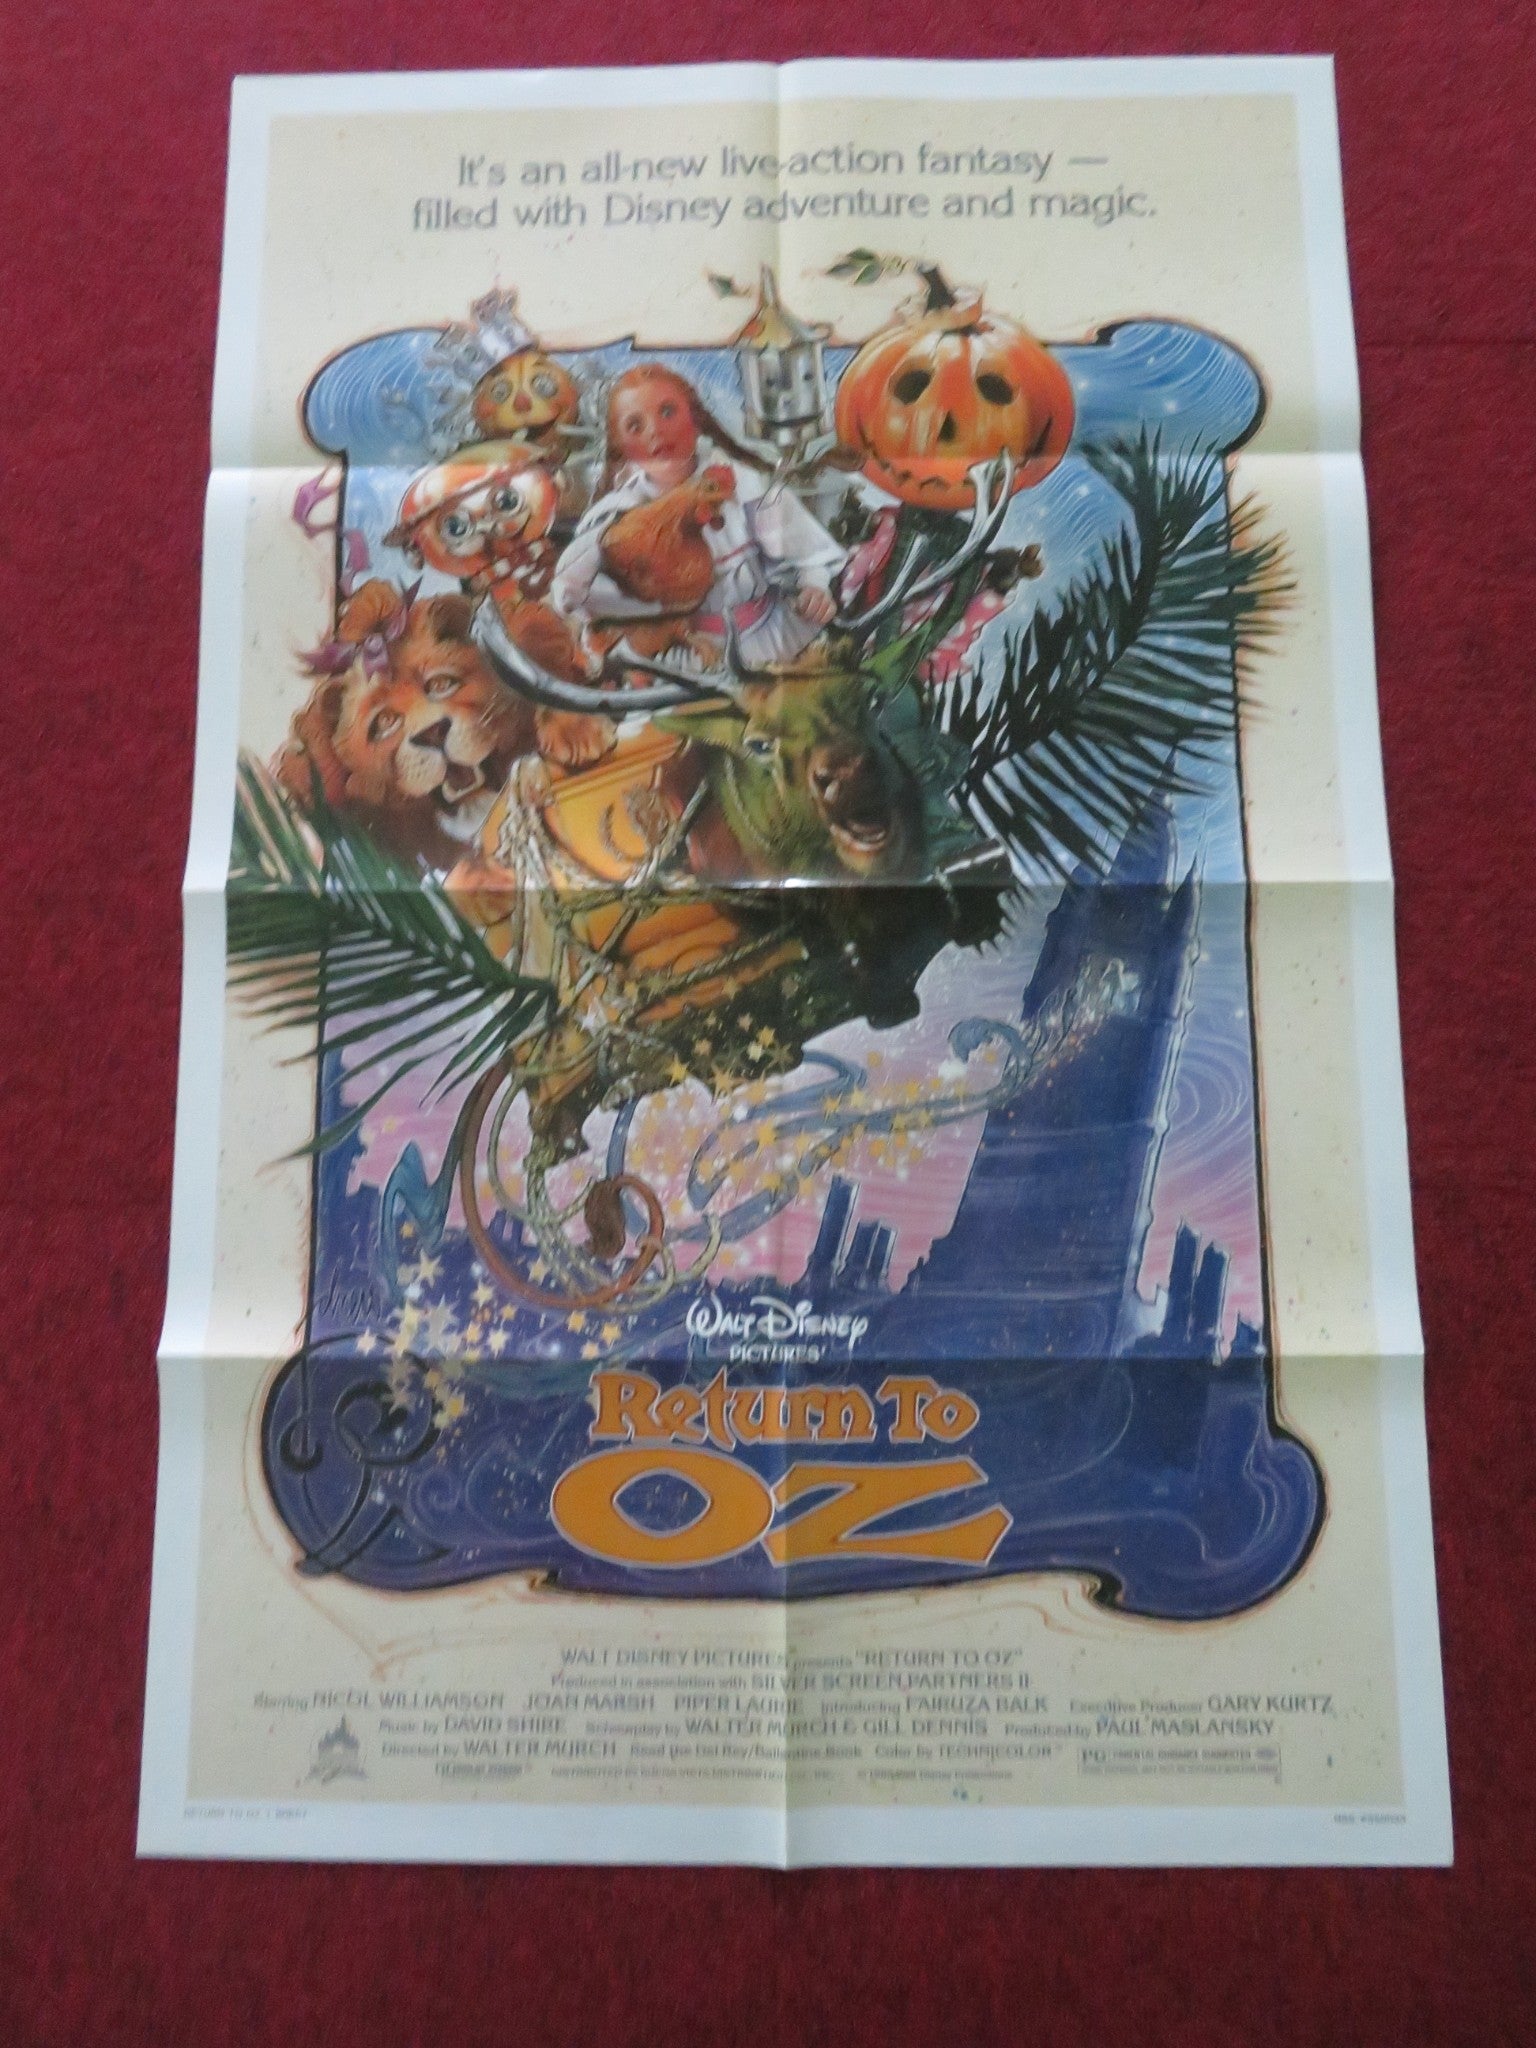 It's an all-new live-action fantasy —
filled with Disney adventure and magic.
WALT DISNEY
PICTURES
Return To
OZ
WALT DISNEY PICTURES presents "RETURN TO OZ"
Produced in association with SILVER SCREEN PARTNERS II
Starring NICOL WILLIAMSON JEAN MARSH PIPER LAURIE Introducing FAIRUZA BALK Executive Producer GARY KURTZ
Music by DAVID SHIRE Screenplay by WALTER MURCH & GILL DENNIS Produced by PAUL MASLANSKY
Directed by WALTER MURCH Read the Del Rey/Ballantine Book Color by TECHNICOLOR
PG
RETURN TO OZ